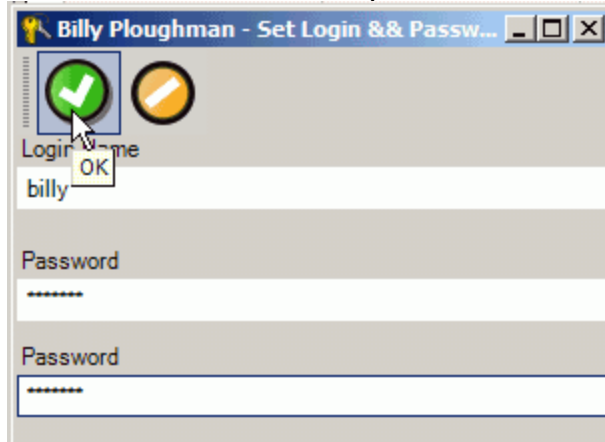 Billy Ploughman - Set Login && Passw...
Login Name
OK
billy
Password
*******
Password
*******